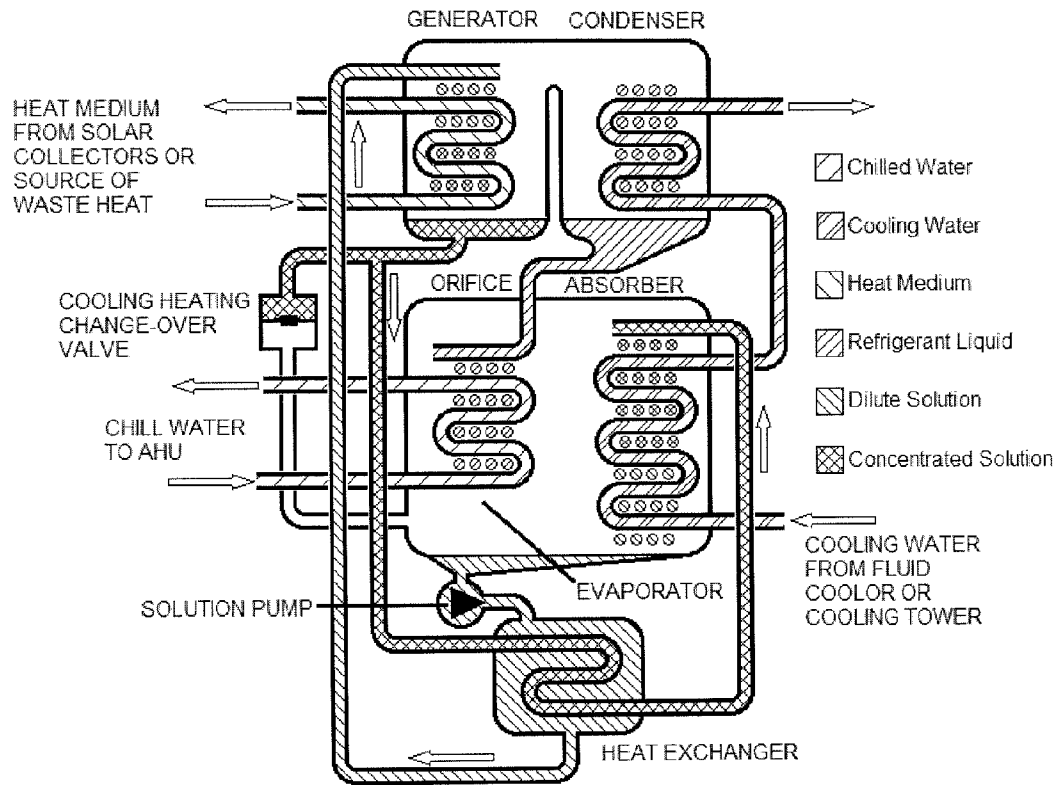 GENERATOR
CONDENSER
HEAT MEDIUM
FROM SOLAR
COLLECTORS OR
SOURCE OF
WASTE HEAT
Chilled Water
Cooling Water
Heat Medium
Refrigerant Liquid
Dilute Solution
Concentrated Solution
COOLING HEATING
CHANGE-OVER
VALVE
ORIFICE
ABSORBER
CHILL WATER
TO AHU
SOLUTION PUMP
EVAPORATOR
COOLING WATER
FROM FLUID
COOLOR OR
COOLING TOWER
HEAT EXCHANGER